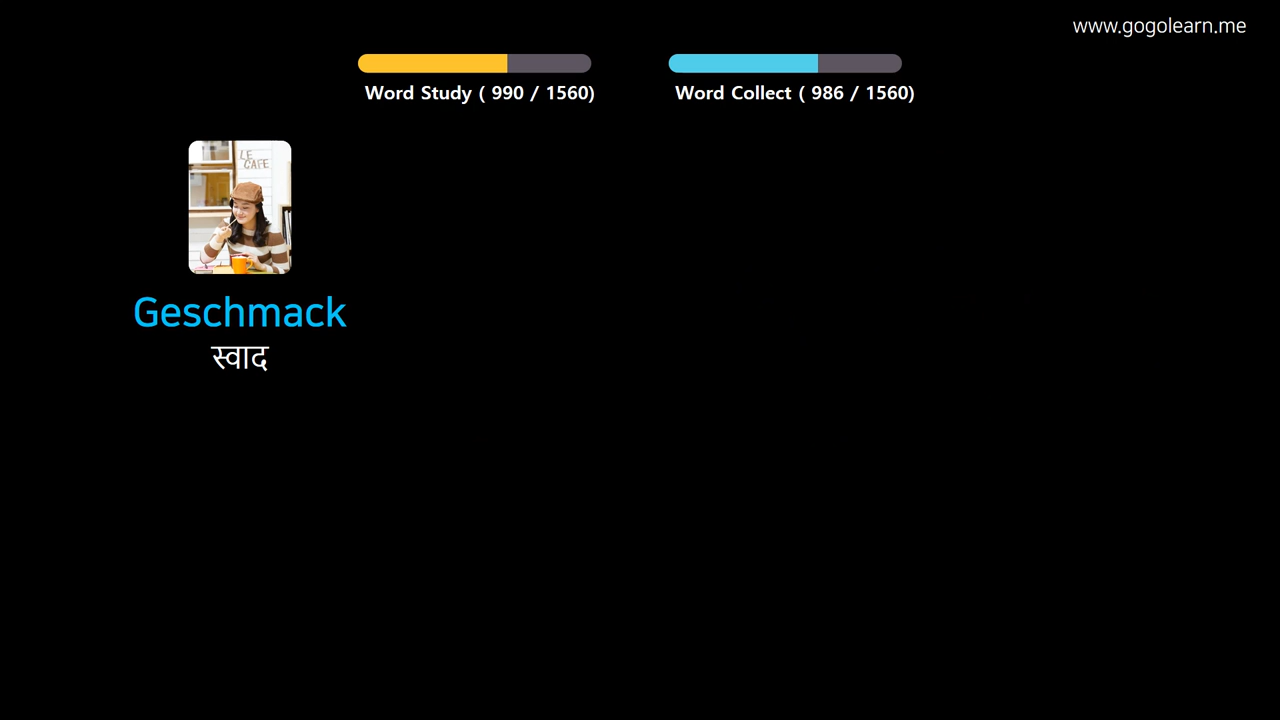 www.gogolearn.me
Word Study ( 990 / 1560)
Word Collect ( 986 / 1560)
LE
CAFE
Geschmack
स्वाद